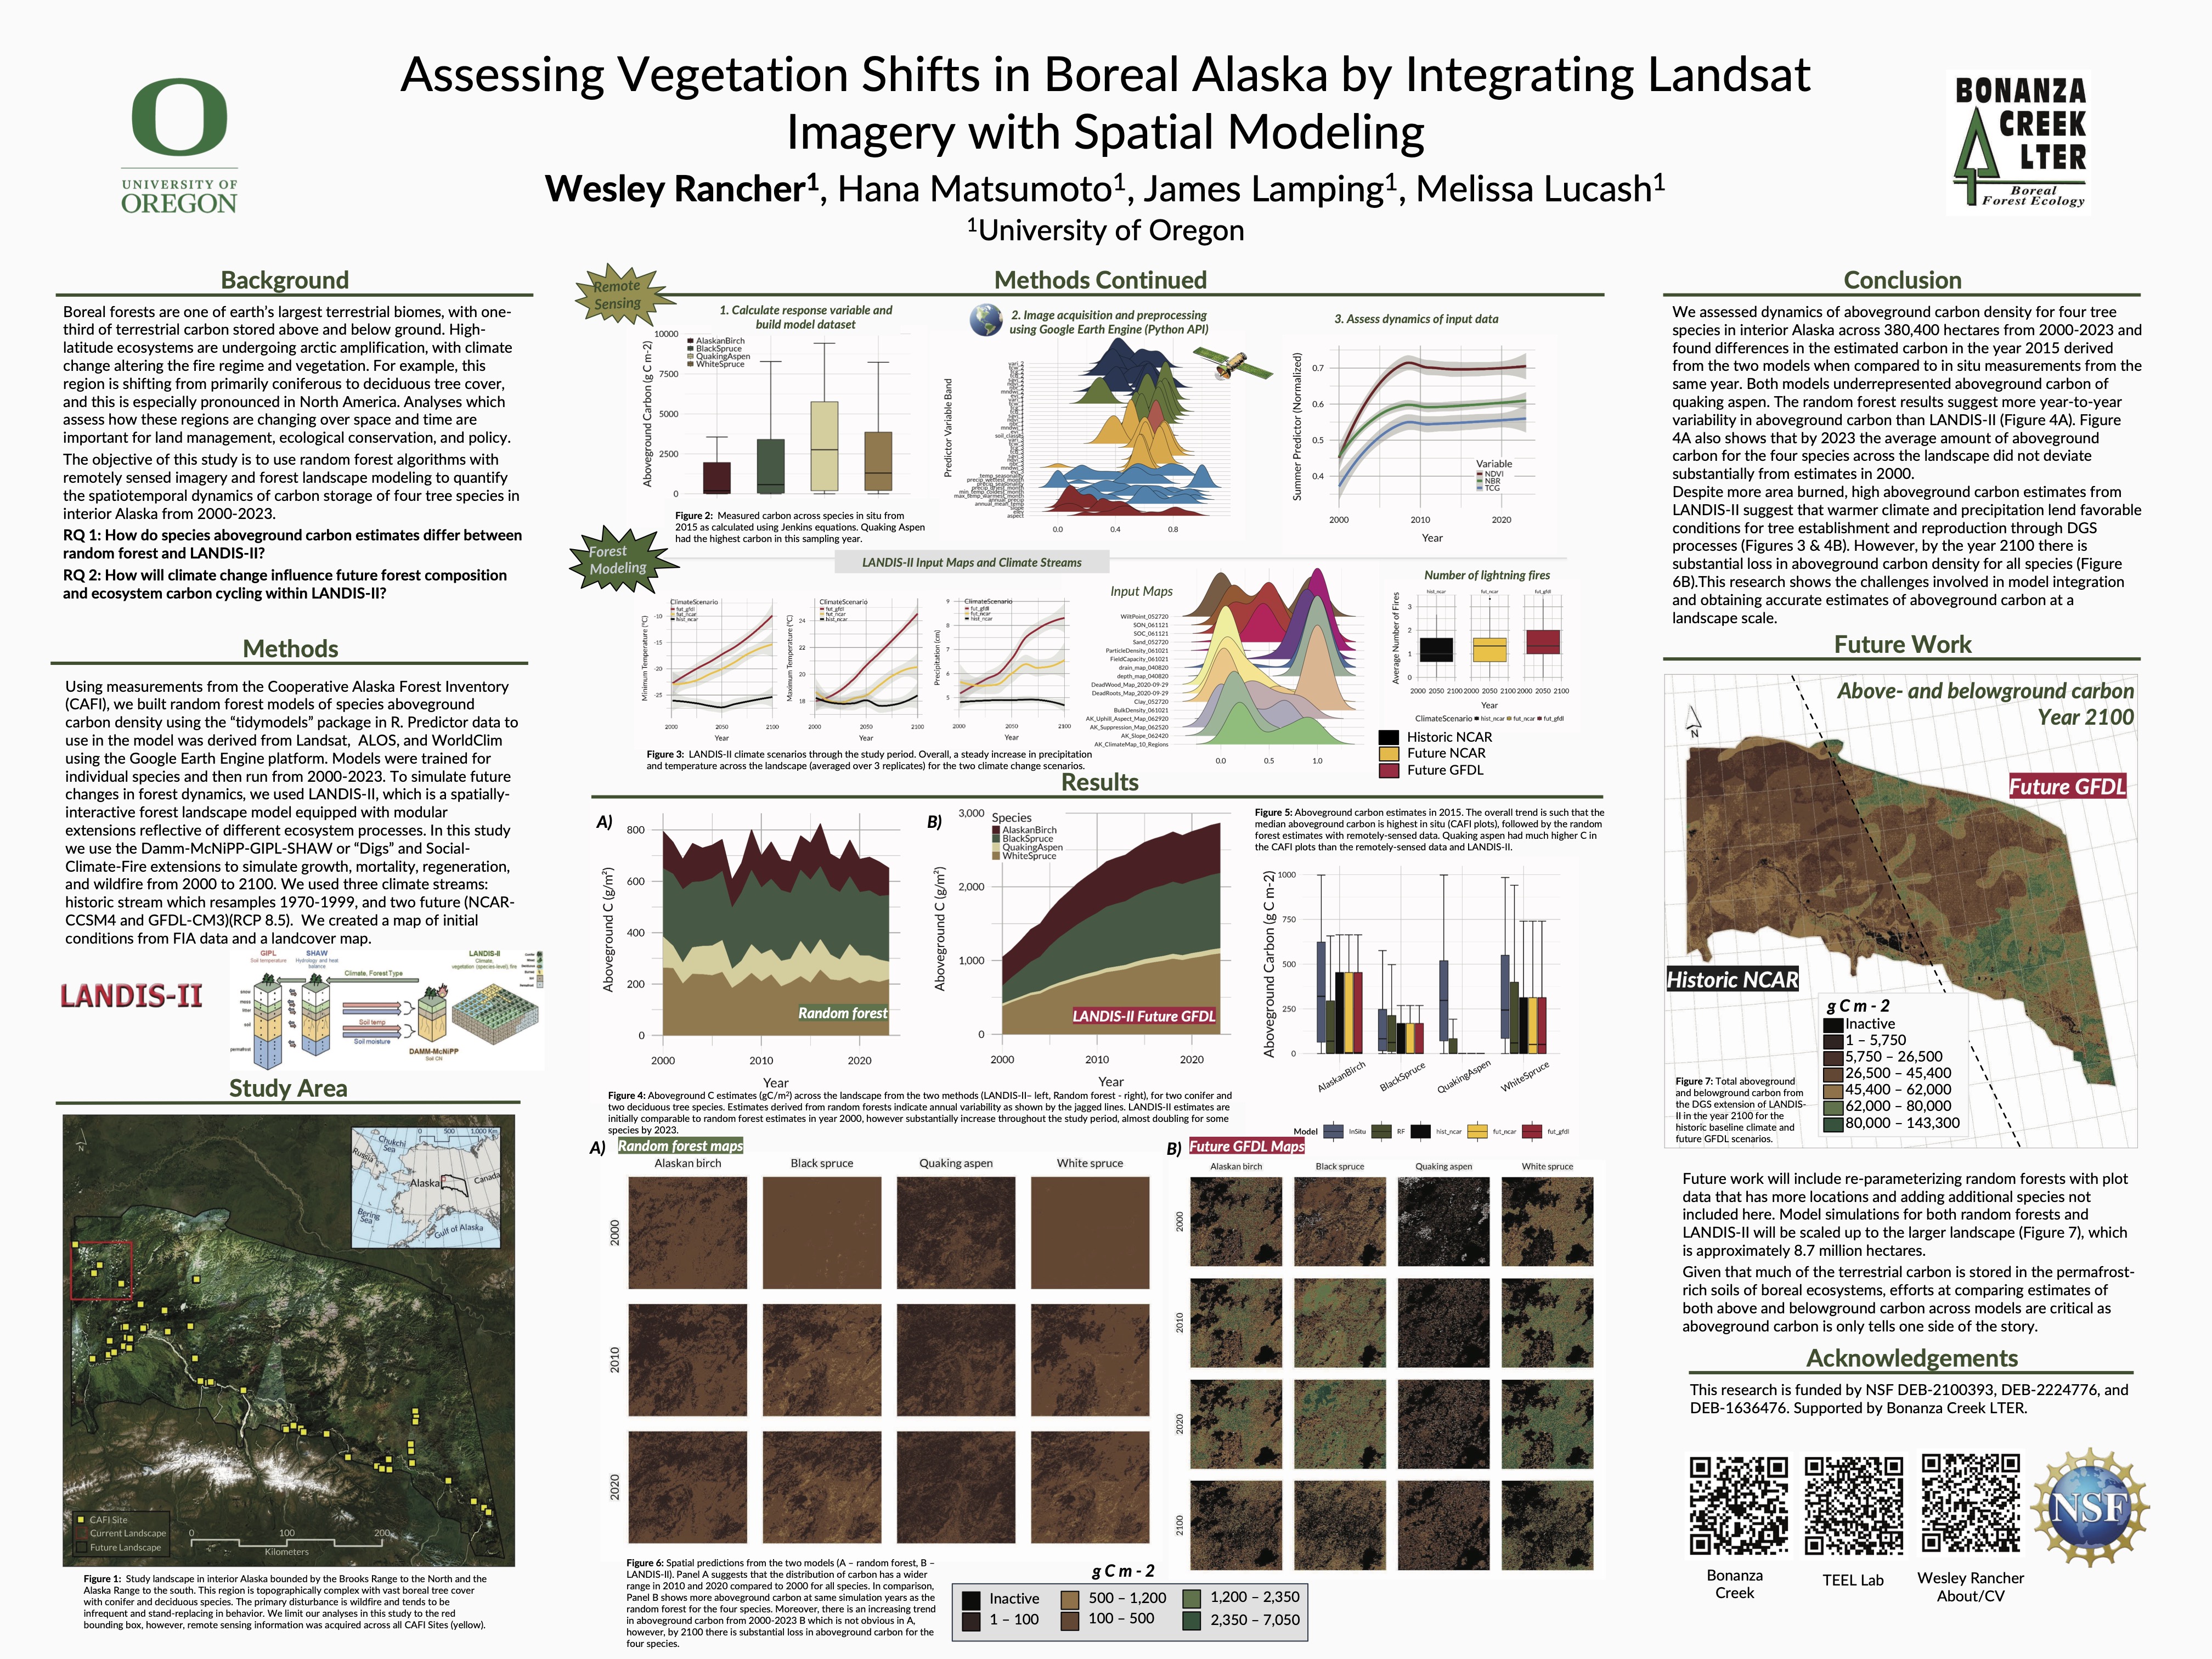 Assessing Vegetation Shifts in Boreal Alaska by Integrating Landsat
Imagery with Spatial Modeling
Wesley Rancher1, Hana Matsumoto1, James Lamping1, Melissa Lucash1
1University of Oregon
UNIVERSITY OF
OREGON
BONANZA
CREEK
LTER
Boreal
Forest Ecology
Background
Boreal forests are one of earth's largest terrestrial biomes, with one-
third of terrestrial carbon stored above and below ground. High-
latitude ecosystems are undergoing arctic amplification, with climate
change altering the fire regime and vegetation. For example, this
region is shifting from primarily coniferous to deciduous tree cover,
and this is especially pronounced in North America. Analyses which
assess how these regions are changing over space and time are
important for land management, ecological conservation, and policy.
The objective of this study is to use random forest algorithms with
remotely sensed imagery and forest landscape modeling to quantify
the spatiotemporal dynamics of carbon storage of four tree species in
interior Alaska from 2000-2023.
RQ 1: How do species aboveground carbon estimates differ between
random forest and LANDIS-II?
RQ 2: How will climate change influence future forest composition
and ecosystem carbon cycling within LANDIS-II?
Methods
Using measurements from the Cooperative Alaska Forest Inventory
(CAFI), we built random forest models of species aboveground
carbon density using the “tidymodels” package in R. Predictor data to
use in the model was derived from Landsat, ALOS, and WorldClim
using the Google Earth Engine platform. Models were trained for
individual species and then run from 2000-2023. To simulate future
changes in forest dynamics, we used LANDIS-II, which is a spatially-
interactive forest landscape model equipped with modular
extensions reflective of different ecosystem processes. In this study
we use the Damm-McNiPP-GIPL-SHAW or “Digs” and Social-
Climate-Fire extensions to simulate growth, mortality, regeneration,
and wildfire from 2000 to 2100. We used three climate streams:
historic stream which resamples 1970-1999, and two future (NCAR-
CCSM4 and GFDL-CM3)(RCP 8.5). We created a map of initial
conditions from FIA data and a landcover map.
LANDIS-II
GIPL
Soil temperature
SHAW
Hydrology and heat
balance
LANDIS-II
Climate,
vegetation (species-level), fire
Climate, Forest Type
snow
moss
litter
soil
permafrost
Soil temp
Soil moisture
DAMM-McNiPP
Soil CN
Study Area
N
0 500 1,000 Km
Chukchi
Sea
Russia
Alaska
Canada
Bering
Sea
Gulf of Alaska
CAFI Site
Current Landscape
Future Landscape
0 100 200
Kilometers
Figure 1: Study landscape in interior Alaska bounded by the Brooks Range to the North and the
Alaska Range to the south. This region is topographically complex with vast boreal tree cover
with conifer and deciduous species. The primary disturbance is wildfire and tends to be
infrequent and stand-replacing in behavior. We limit our analyses in this study to the red
bounding box, however, remote sensing information was acquired across all CAFI Sites (yellow).
Remote
Sensing
Methods Continued
1. Calculate response variable and
build model dataset
Aboveground Carbon (g C m-2)
10000
7500
5000
2500
0
AlaskanBirch
BlackSpruce
QuakingAspen
WhiteSpruce
Figure 2: Measured carbon across species in situ from
2015 as calculated using Jenkins equations. Quaking Aspen
had the highest carbon in this sampling year.
2. Image acquisition and preprocessing
using Google Earth Engine (Python API)
Predictor Variable Band
soil_classes
temp_seasonality
precip_wettest_month
precip_seasonality
precip_driest_month
min_temp_coldest_month
max_temp_warmest_month
annual_precip
annual_mean_temp
slope
elev
aspect
0.0 0.4 0.8
3. Assess dynamics of input data
Summer Predictor (Normalized)
0.7
0.6
0.5
0.4
Variable
NDVI
NBR
TCG
2000 2010 2020
Year
Forest
Modeling
LANDIS-II Input Maps and Climate Streams
Minimum Temperature (°C)
-10
-15
-20
-25
ClimateScenario
fut_gfdl
fut_ncar
hist_ncar
2000 2050 2100
Year
Maximum Temperature (°C)
24
22
20
18
ClimateScenario
fut_gfdl
fut_ncar
hist_ncar
2000 2050 2100
Year
Precipitation (cm)
9
8
7
6
5
ClimateScenario
fut_gfdl
fut_ncar
hist_ncar
2000 2050 2100
Year
Figure 3: LANDIS-II climate scenarios through the study period. Overall, a steady increase in precipitation
and temperature across the landscape (averaged over 3 replicates) for the two climate change scenarios.
Input Maps
WiltPoint_052720
SON_061121
SOC_061121
Sand_052720
ParticleDensity_061021
FieldCapacity_061021
drain_map_040820
depth_map_040820
DeadWood_Map_2020-09-29
DeadRoots_Map_2020-09-29
Clay_052720
BulkDensity_061021
AK_Uphill_Aspect_Map_062920
AK_Suppression_Map_062520
AK_Slope_062420
AK_ClimateMap_10_Regions
0.0 0.5 1.0
Number of lightning fires
hist_ncar fut_ncar fut_gfdl
Average Number of Fires
3
2
1
0
2000 2050 2100 2000 2050 2100 2000 2050 2100
Year
ClimateScenario hist_ncar fut_ncar fut_gfdl
Historic NCAR
Future NCAR
Future GFDL
Results
A)
Aboveground C (g/m²)
800
600
400
200
0
Random forest
2000 2010 2020
Year
B)
Aboveground C (g/m²)
3,000
2,000
1,000
0
Species
AlaskanBirch
BlackSpruce
QuakingAspen
WhiteSpruce
LANDIS-II Future GFDL
2000 2010 2020
Year
Figure 4: Aboveground C estimates (gC/m²) across the landscape from the two methods (LANDIS-II– left, Random forest - right), for two conifer and
two deciduous tree species. Estimates derived from random forests indicate annual variability as shown by the jagged lines. LANDIS-II estimates are
initially comparable to random forest estimates in year 2000, however substantially increase throughout the study period, almost doubling for some
species by 2023.
Figure 5: Aboveground carbon estimates in 2015. The overall trend is such that the
median aboveground carbon is highest in situ (CAFI plots), followed by the random
forest estimates with remotely-sensed data. Quaking aspen had much higher C in
the CAFI plots than the remotely-sensed data and LANDIS-II.
Aboveground Carbon (g C m-2)
1000
750
500
250
0
AlaskanBirch
BlackSpruce
QuakingAspen
WhiteSpruce
Model InSitu RF hist_ncar fut_ncar fut_gfdl
A) Random forest maps
Alaskan birch Black spruce Quaking aspen White spruce
2000
2010
2020
B) Future GFDL Maps
Alaskan birch Black spruce Quaking aspen White spruce
2000
2010
2020
2100
Figure 6: Spatial predictions from the two models (A – random forest, B –
LANDIS-II). Panel A suggests that the distribution of carbon has a wider
range in 2010 and 2020 compared to 2000 for all species. In comparison,
Panel B shows more aboveground carbon at same simulation years as the
random forest for the four species. Moreover, there is an increasing trend
in aboveground carbon from 2000-2023 B which is not obvious in A,
however, by 2100 there is substantial loss in aboveground carbon for the
four species.
g C m - 2
Inactive 500 – 1,200 1,200 – 2,350
1 – 100 100 – 500 2,350 – 7,050
Conclusion
We assessed dynamics of aboveground carbon density for four tree
species in interior Alaska across 380,400 hectares from 2000-2023 and
found differences in the estimated carbon in the year 2015 derived
from the two models when compared to in situ measurements from the
same year. Both models underrepresented aboveground carbon of
quaking aspen. The random forest results suggest more year-to-year
variability in aboveground carbon than LANDIS-II (Figure 4A). Figure
4A also shows that by 2023 the average amount of aboveground
carbon for the four species across the landscape did not deviate
substantially from estimates in 2000.
Despite more area burned, high aboveground carbon estimates from
LANDIS-II suggest that warmer climate and precipitation lend favorable
conditions for tree establishment and reproduction through DGS
processes (Figures 3 & 4B). However, by the year 2100 there is
substantial loss in aboveground carbon density for all species (Figure
6B).This research shows the challenges involved in model integration
and obtaining accurate estimates of aboveground carbon at a
landscape scale.
Future Work
Above- and belowground carbon
Year 2100
N
Future GFDL
Historic NCAR
g C m - 2
Inactive
1 – 5,750
5,750 – 26,500
26,500 – 45,400
45,400 – 62,000
62,000 – 80,000
80,000 – 143,300
Figure 7: Total aboveground
and belowground carbon from
the DGS extension of LANDIS-
II in the year 2100 for the
historic baseline climate and
future GFDL scenarios.
Future work will include re-parameterizing random forests with plot
data that has more locations and adding additional species not
included here. Model simulations for both random forests and
LANDIS-II will be scaled up to the larger landscape (Figure 7), which
is approximately 8.7 million hectares.
Given that much of the terrestrial carbon is stored in the permafrost-
rich soils of boreal ecosystems, efforts at comparing estimates of
both above and belowground carbon across models are critical as
aboveground carbon is only tells one side of the story.
Acknowledgements
This research is funded by NSF DEB-2100393, DEB-2224776, and
DEB-1636476. Supported by Bonanza Creek LTER.
Bonanza
Creek
TEEL Lab
Wesley Rancher
About/CV
NSF